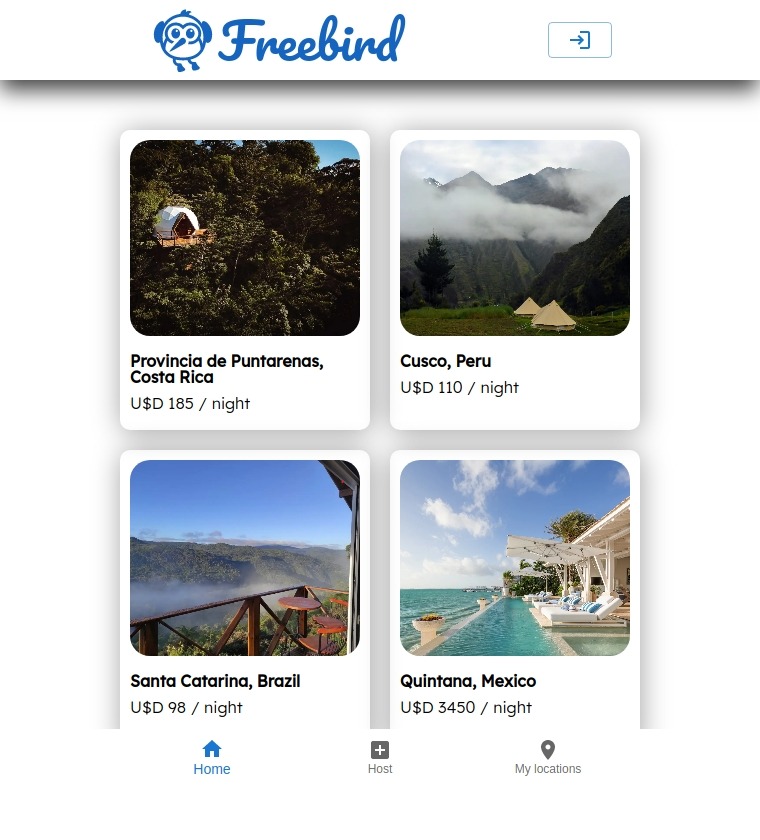 Freebird
Provincia de Puntarenas,
Costa Rica
U$D 185 / night
Cusco, Peru
U$D 110 / night
Santa Catarina, Brazil
U$D 98 / night
Quintana, Mexico
U$D 3450 / night
Home
Host
My locations